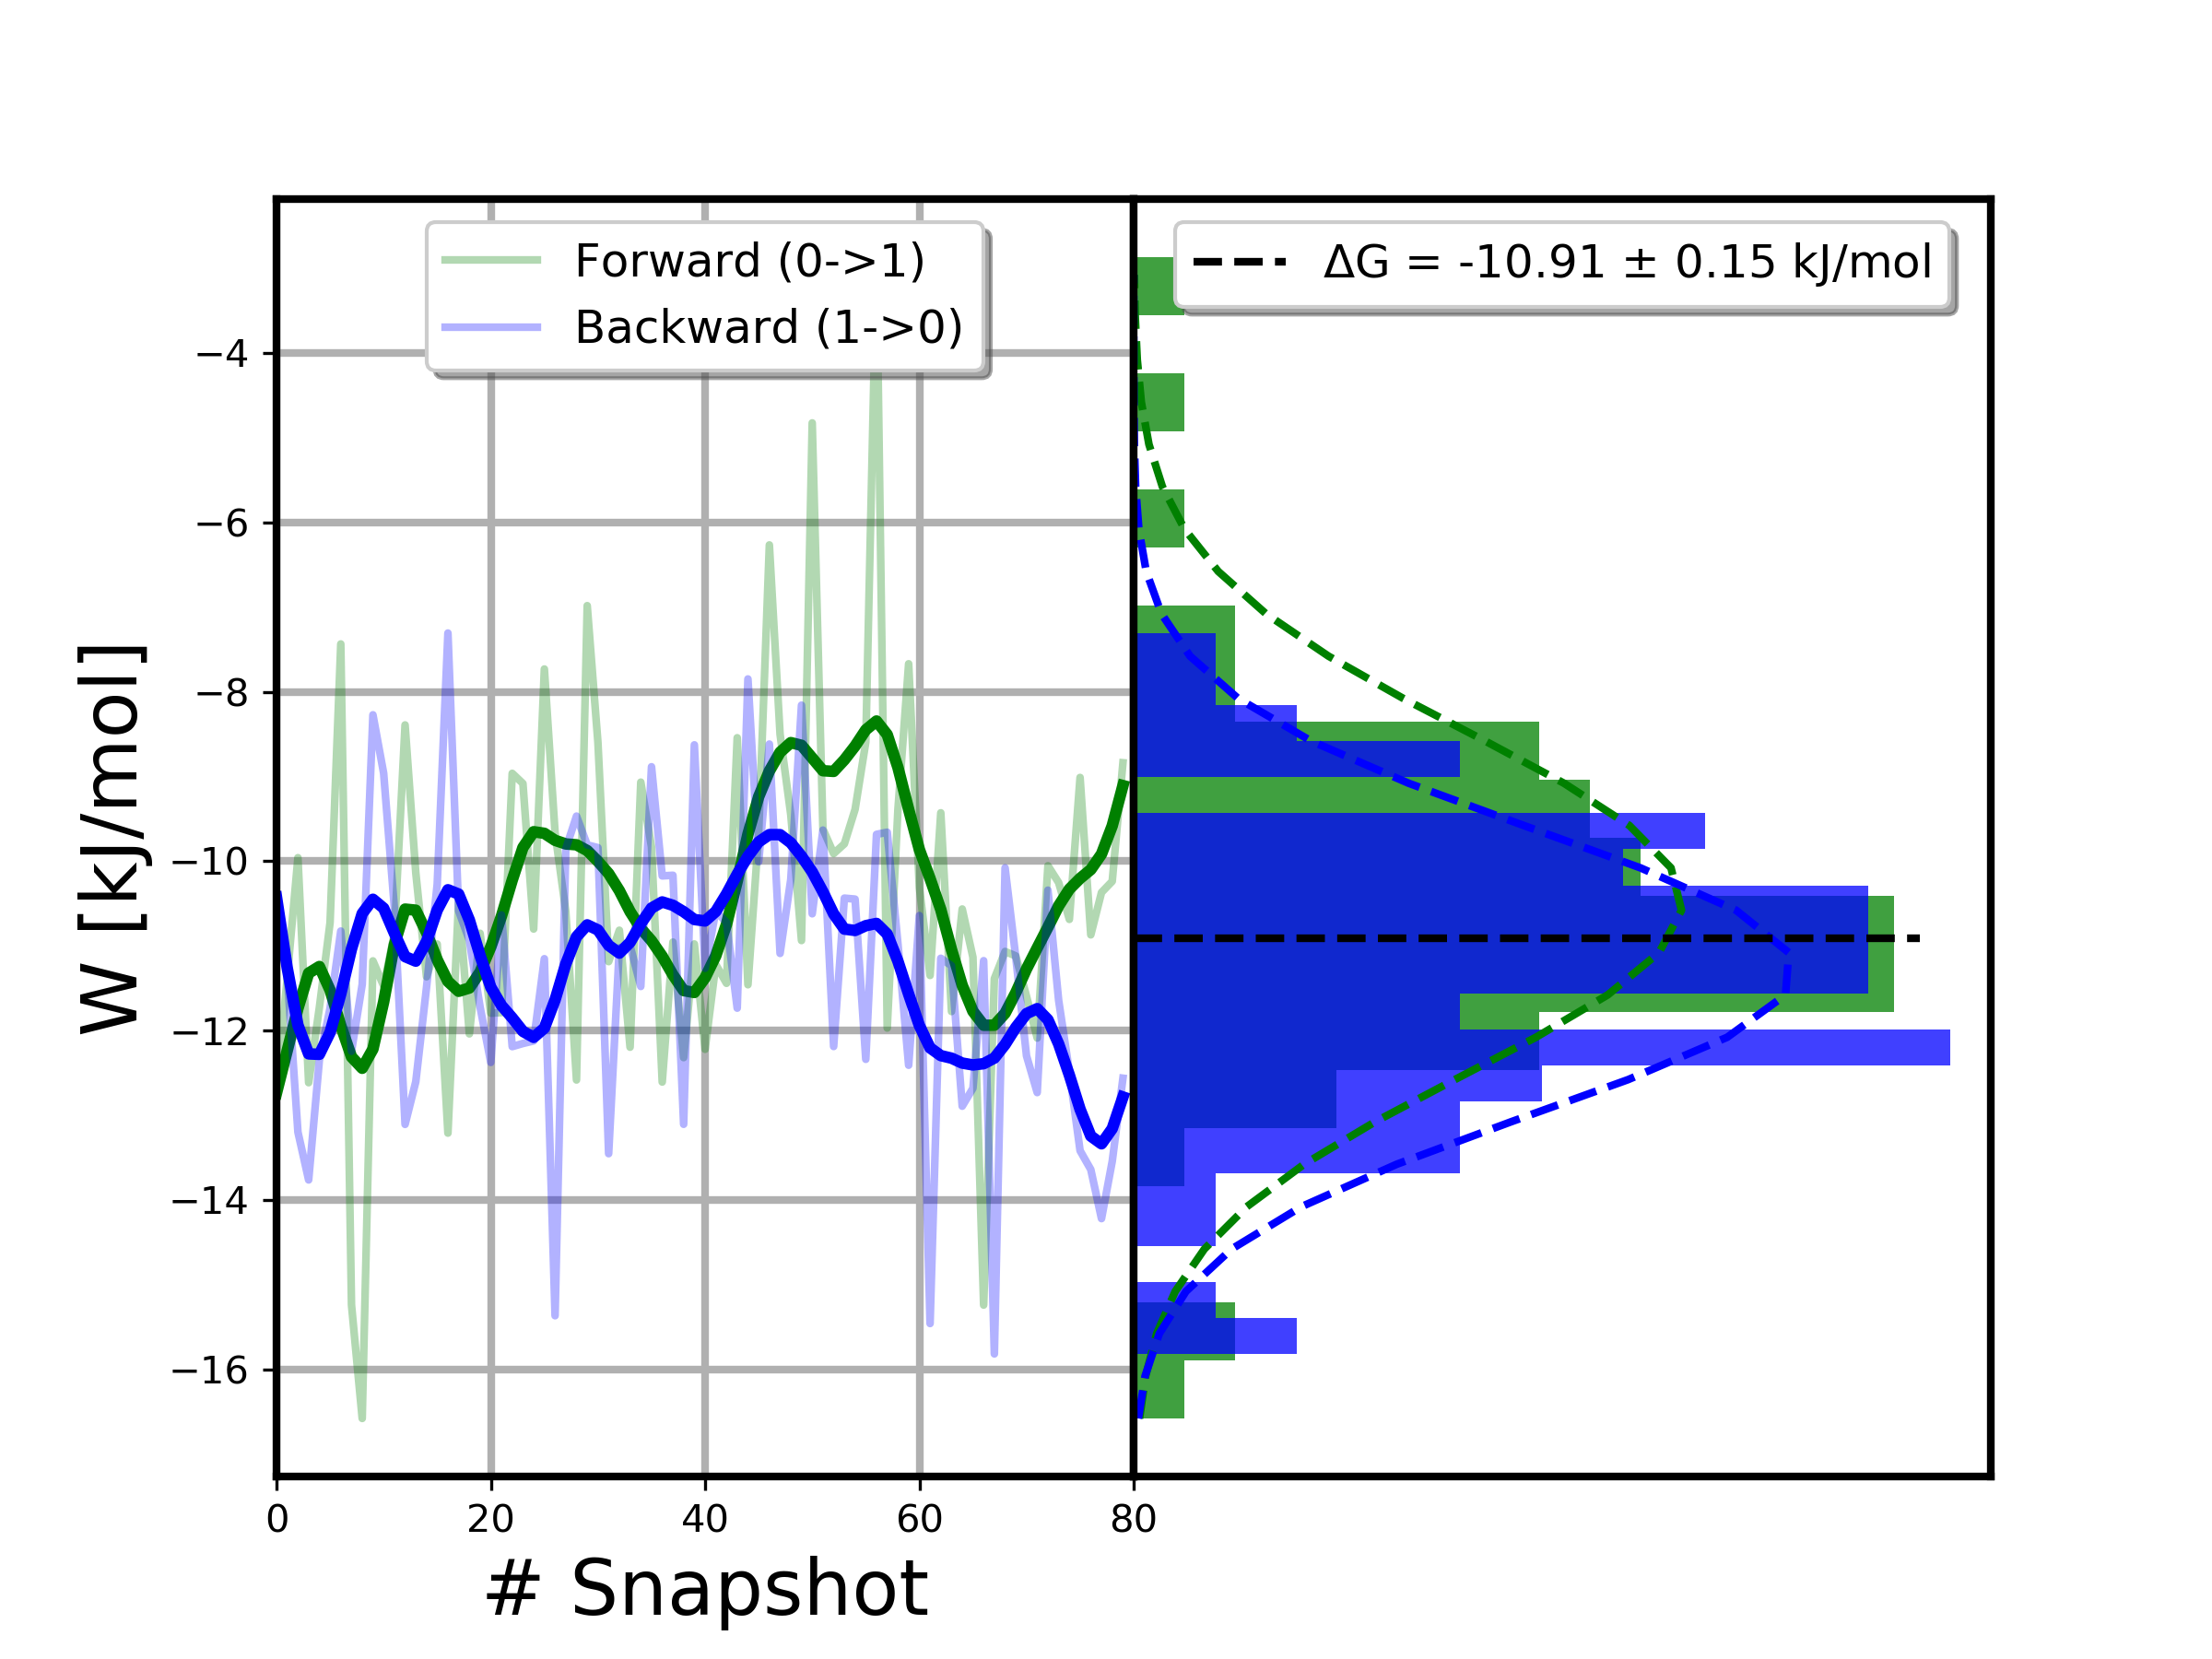 Forward (0->1)
Backward (1->0)
ΔG = -10.91 ± 0.15 kJ/mol
W [kJ/mol]
−4
−6
−8
−10
−12
−14
−16
0 20 40 60 80
# Snapshot